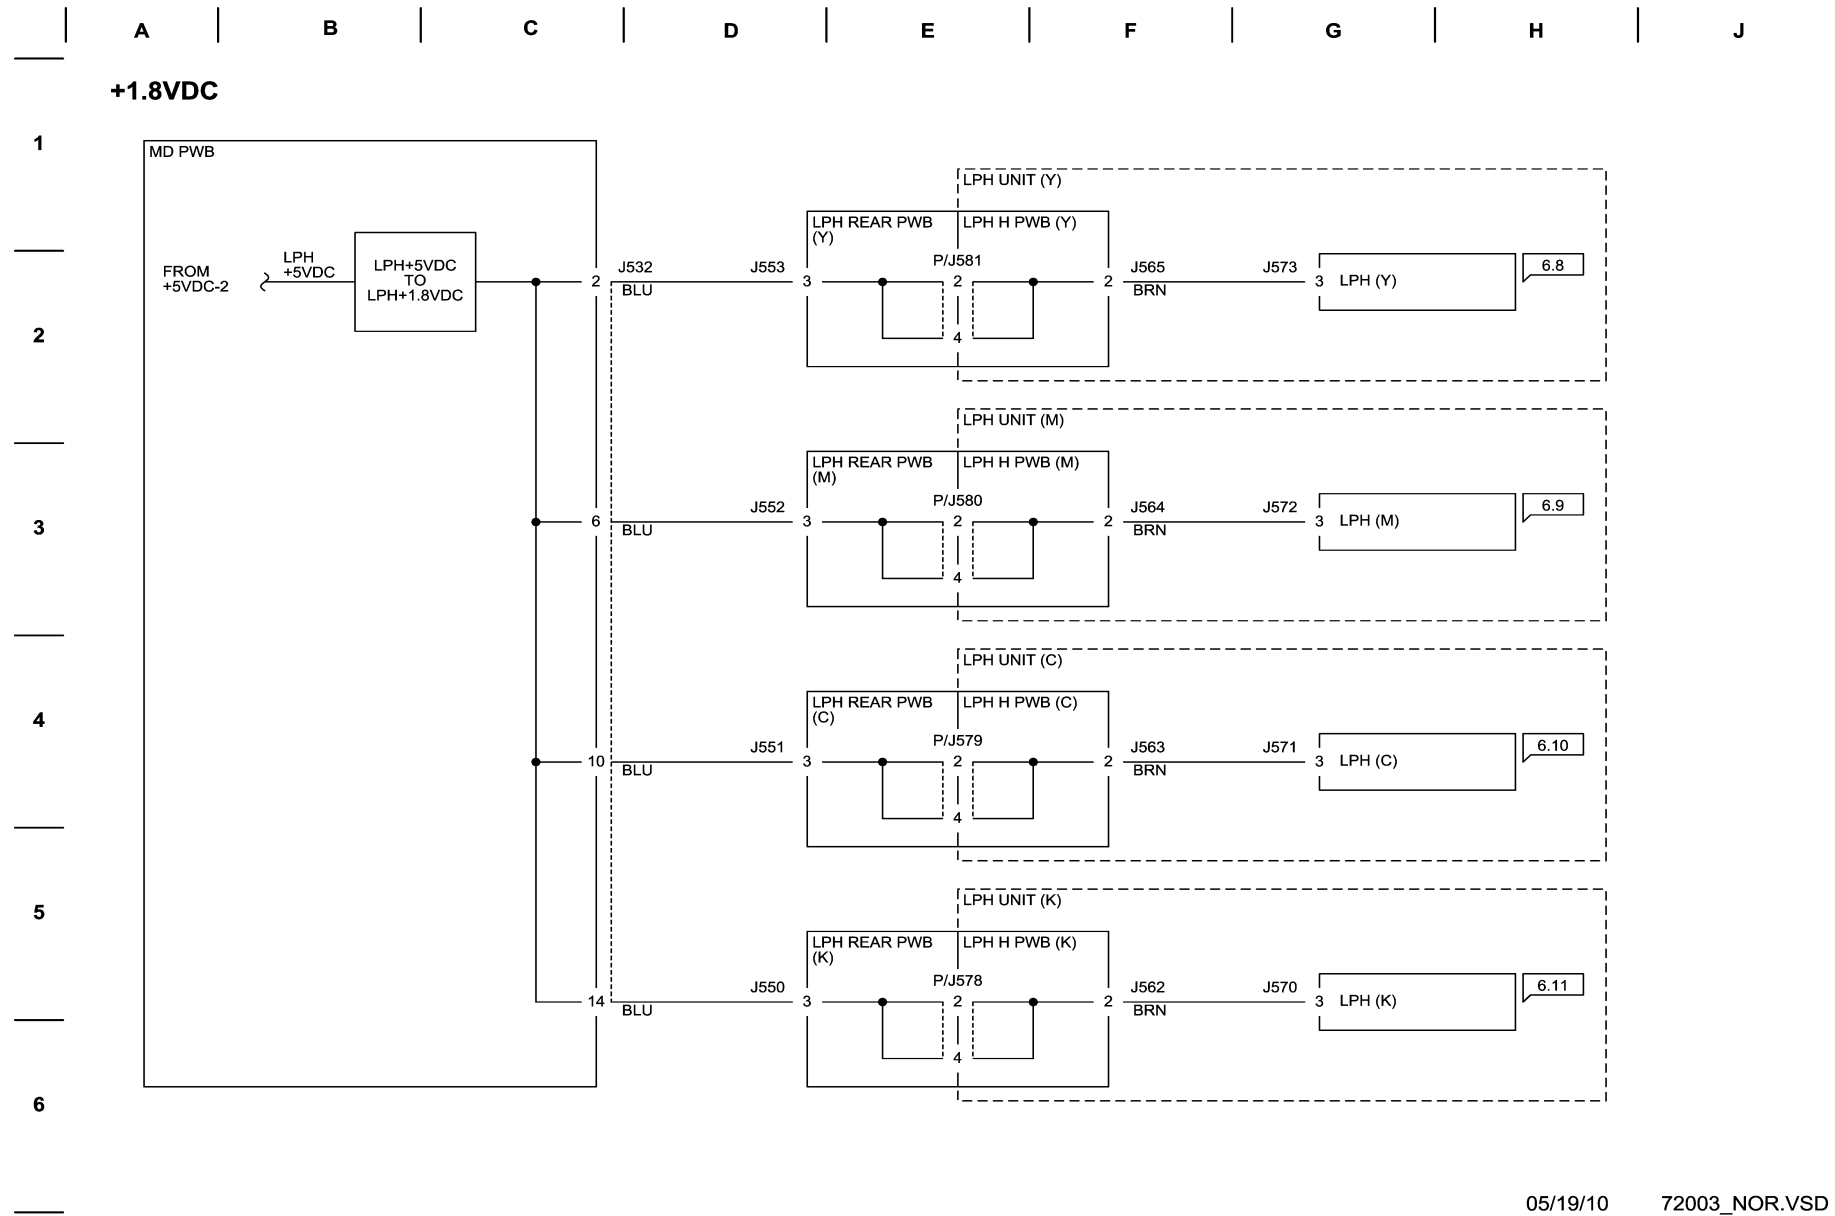 A B C D E F G H J
+1.8VDC
1
MD PWB
LPH UNIT (Y)
LPH REAR PWB
(Y)
LPH H PWB (Y)
FROM
+5VDC-2
LPH
+5VDC
LPH+5VDC
TO
LPH+1.8VDC
2 J532
BLU
J553 3
P/J581
2
4
2 J565
BRN
J573 3 LPH (Y)
6.8
2
LPH UNIT (M)
LPH REAR PWB
(M)
LPH H PWB (M)
3
6
BLU
J552 3
P/J580
2
4
2 J564
BRN
J572 3 LPH (M)
6.9
LPH UNIT (C)
LPH REAR PWB
(C)
LPH H PWB (C)
4
10
BLU
J551 3
P/J579
2
4
2 J563
BRN
J571 3 LPH (C)
6.10
5
LPH UNIT (K)
LPH REAR PWB
(K)
LPH H PWB (K)
14
BLU
J550 3
P/J578
2
4
2 J562
BRN
J570 3 LPH (K)
6.11
6
05/19/10 72003_NOR.VSD